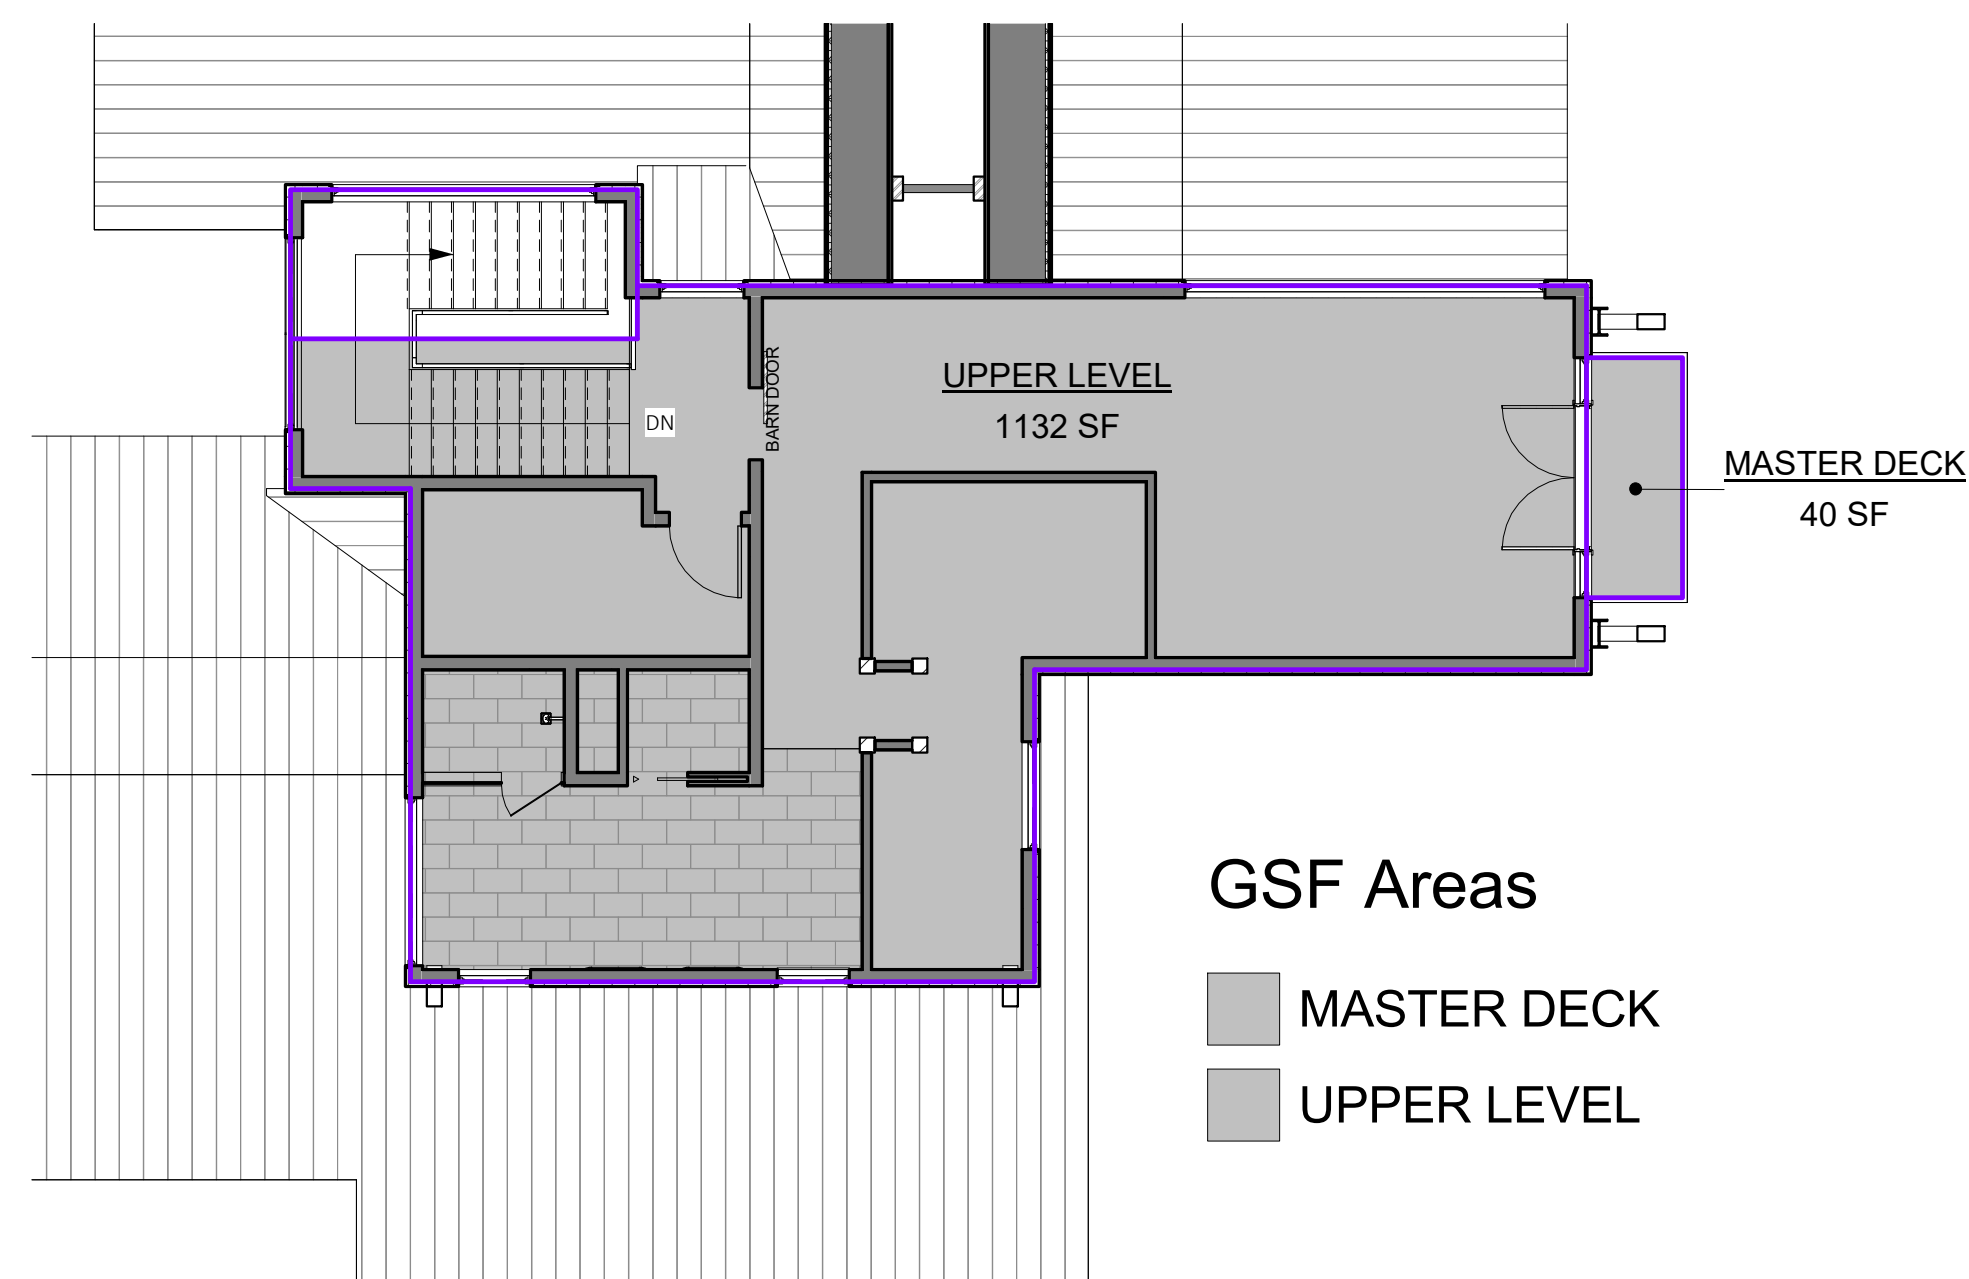 UPPER LEVEL
1132 SF
BARN DOOR
DN
MASTER DECK
40 SF
GSF Areas
MASTER DECK
UPPER LEVEL